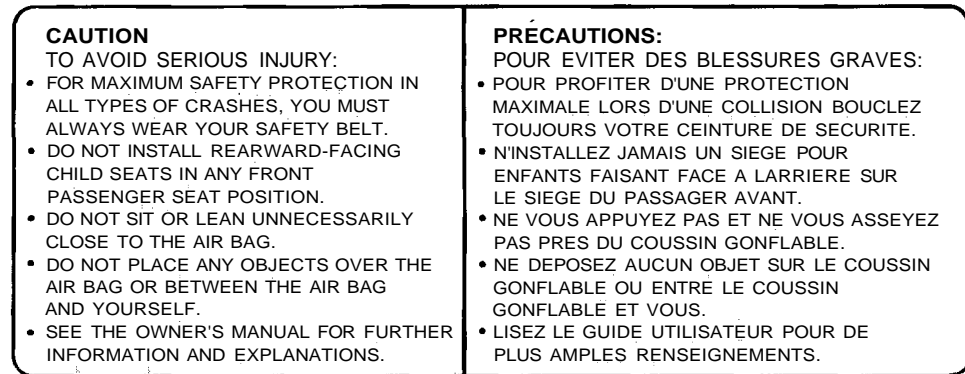 CAUTION
TO AVOID SERIOUS INJURY:
• FOR MAXIMUM SAFETY PROTECTION IN
ALL TYPES OF CRASHES, YOU MUST
ALWAYS WEAR YOUR SAFETY BELT.
• DO NOT INSTALL REARWARD-FACING
CHILD SEATS IN ANY FRONT
PASSENGER SEAT POSITION.
• DO NOT SIT OR LEAN UNNECESSARILY
CLOSE TO THE AIR BAG.
• DO NOT PLACE ANY OBJECTS OVER THE
AIR BAG OR BETWEEN THE AIR BAG
AND YOURSELF.
• SEE THE OWNER'S MANUAL FOR FURTHER
INFORMATION AND EXPLANATIONS.
PRÉCAUTIONS:
POUR EVITER DES BLESSURES GRAVES:
• POUR PROFITER D'UNE PROTECTION
MAXIMALE LORS D'UNE COLLISION BOUCLEZ
TOUJOURS VOTRE CEINTURE DE SECURITE.
• N'INSTALLEZ JAMAIS UN SIEGE POUR
ENFANTS FAISANT FACE A LARRIERE SUR
LE SIEGE DU PASSAGER AVANT.
• NE VOUS APPUYEZ PAS ET NE VOUS ASSEYEZ
PAS PRES DU COUSSIN GONFLABLE.
• NE DEPOSEZ AUCUN OBJET SUR LE COUSSIN
GONFLABLE OU ENTRE LE COUSSIN
GONFLABLE ET VOUS.
• LISEZ LE GUIDE UTILISATEUR POUR DE
PLUS AMPLES RENSEIGNEMENTS.